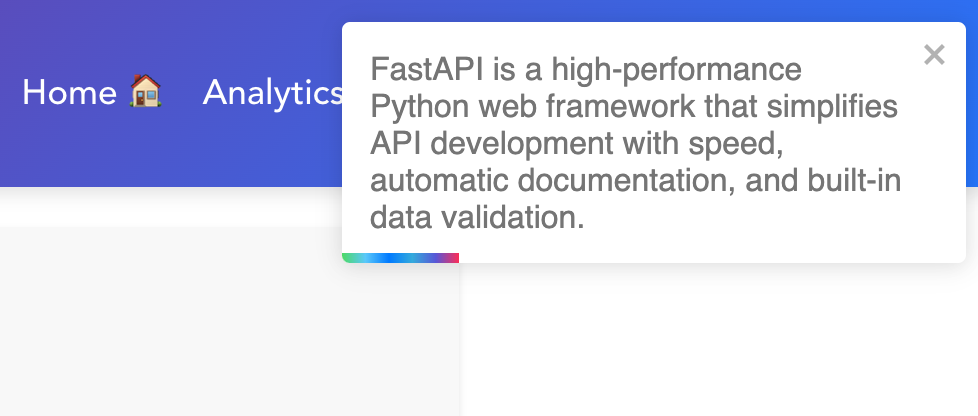 Home 🏠 Analytics
FastAPI is a high-performance
Python web framework that simplifies
API development with speed,
automatic documentation, and built-in
data validation.